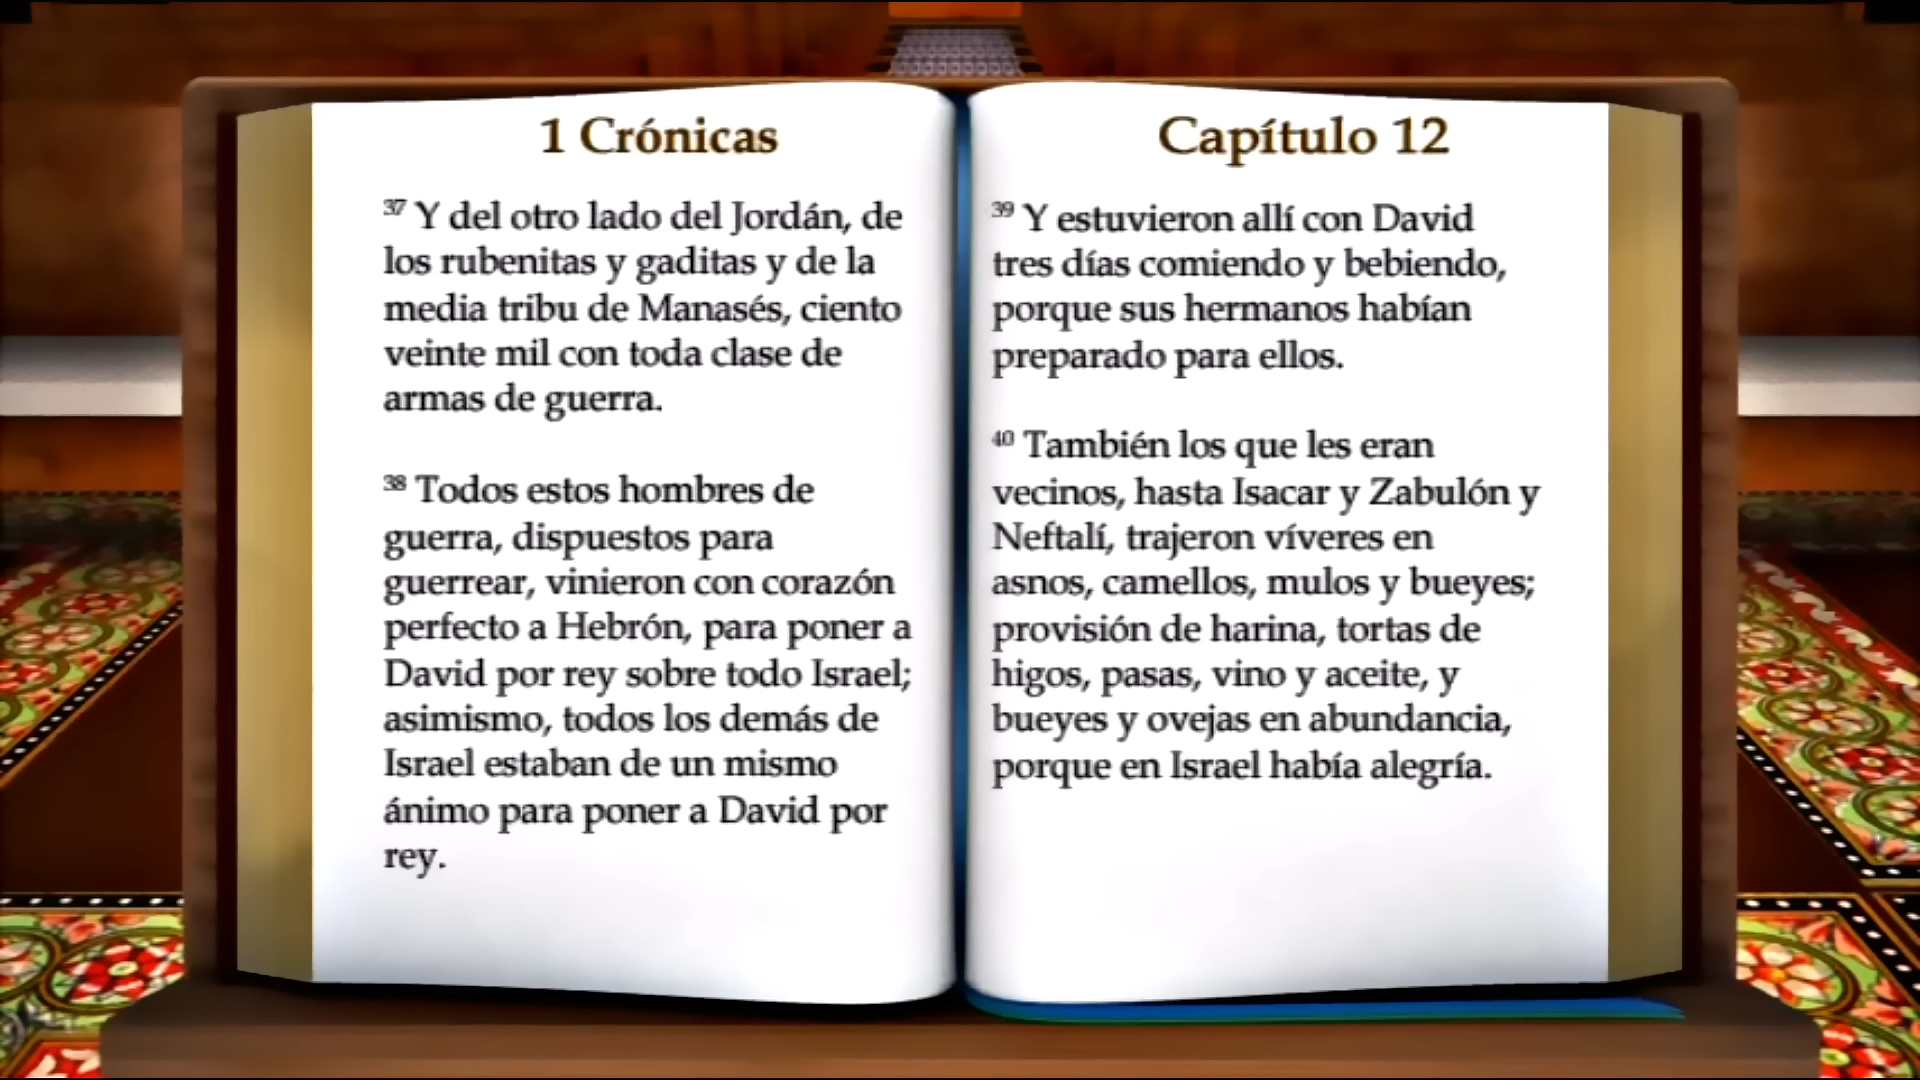 1 Crónicas
37 Y del otro lado del Jordán, de
los rubenitas y gaditas y de la
media tribu de Manasés, ciento
veinte mil con toda clase de
armas de guerra.
38 Todos estos hombres de
guerra, dispuestos para
guerrear, vinieron con corazón
perfecto a Hebrón, para poner a
David por rey sobre todo Israel;
asimismo, todos los demás de
Israel estaban de un mismo
ánimo para poner a David por
rey.
Capítulo 12
39 Y estuvieron allí con David
tres días comiendo y bebiendo,
porque sus hermanos habían
preparado para ellos.
40 También los que les eran
vecinos, hasta Isacar y Zabulón y
Neftalí, trajeron víveres en
asnos, camellos, mulos y bueyes;
provisión de harina, tortas de
higos, pasas, vino y aceite, y
bueyes y ovejas en abundancia,
porque en Israel había alegría.